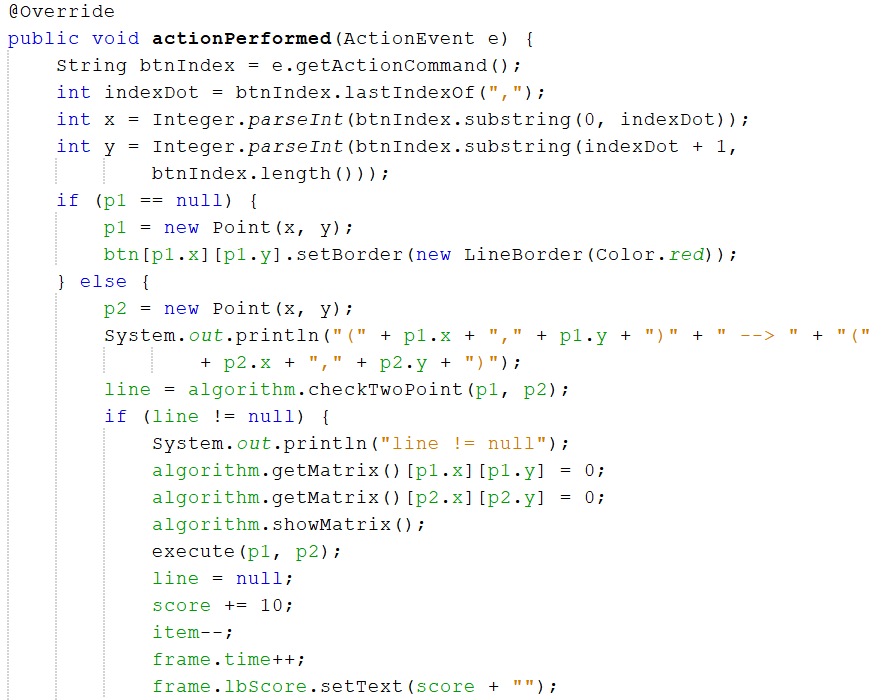 @Override
public void actionPerformed(ActionEvent e) {
    String btnIndex = e.getActionCommand();
    int indexDot = btnIndex.lastIndexOf(",");
    int x = Integer.parseInt(btnIndex.substring(0, indexDot));
    int y = Integer.parseInt(btnIndex.substring(indexDot + 1,
            btnIndex.length()));
    if (p1 == null) {
        p1 = new Point(x, y);
        btn[p1.x][p1.y].setBorder(new LineBorder(Color.red));
    } else {
        p2 = new Point(x, y);
        System.out.println("(" + p1.x + "," + p1.y + ")" + " --> " + "("
                + p2.x + "," + p2.y + ")");
        line = algorithm.checkTwoPoint(p1, p2);
        if (line != null) {
            System.out.println("line != null");
            algorithm.getMatrix()[p1.x][p1.y] = 0;
            algorithm.getMatrix()[p2.x][p2.y] = 0;
            algorithm.showMatrix();
            execute(p1, p2);
            line = null;
            score += 10;
            item--;
            frame.time++;
            frame.lbScore.setText(score + "");